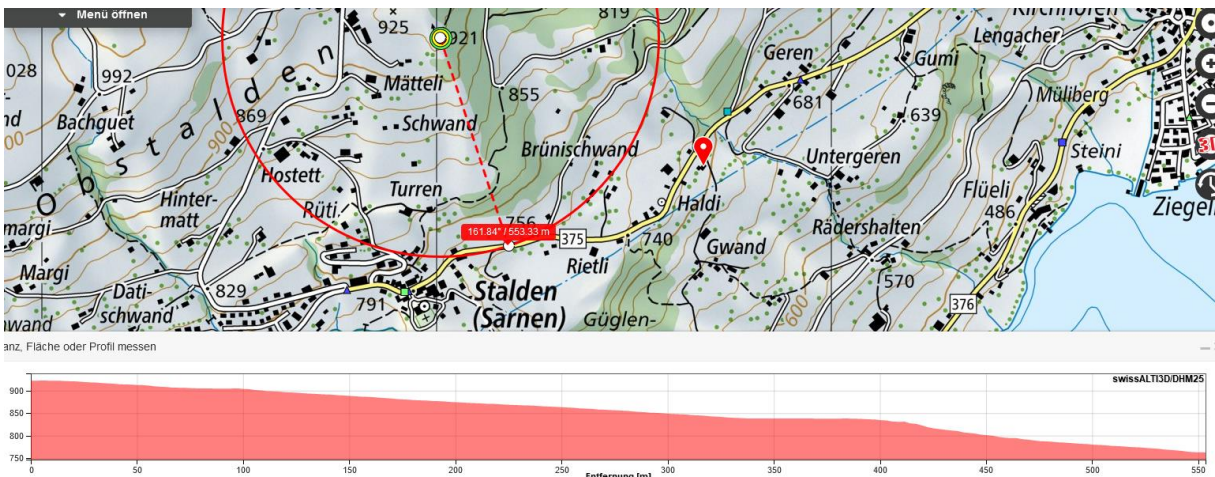 Menü öffnen
925
921
819
Kirchhofen
Lengacher
028
992
Mätteli
855
Geren
681
Gumi
Müliberg
Bachguet
869
900
900
Obstalden
Schwand
Brünischwand
639
Steini
3D
Hostett
Turren
Untergeren
Flüeli
Hinter-
matt
Rüti
756
Haldi
486
Ziegel
margi
161.84° / 553.33 m
375
740
Gwand
Rädershalten
Margi
Rietli
570
Dati-
schwand
829
791
Stalden
(Sarnen)
Güglen-
600
376
wand
anz, Fläche oder Profil messen
swissALTI3D/DHM25
900
850
800
750
0
50
100
150
200
250
300
350
400
450
500
550
Entfernung [m]